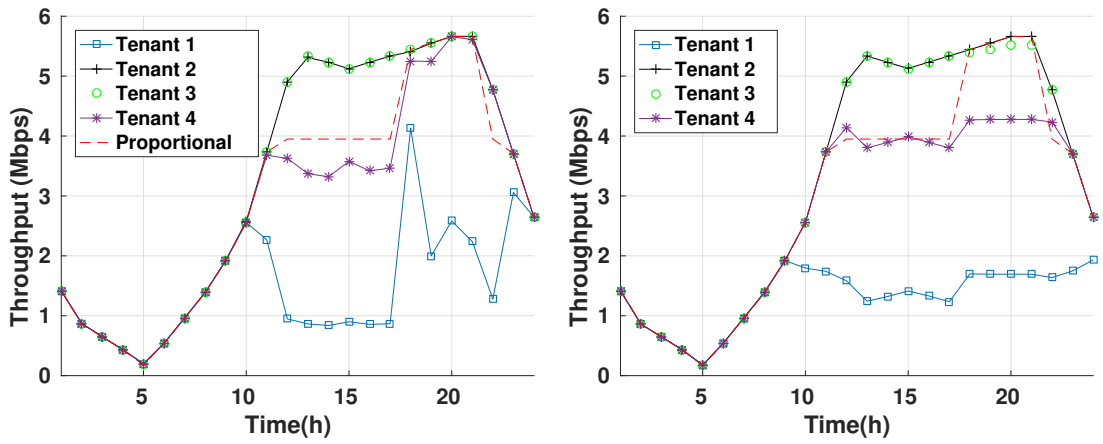 6
5
4
3
2
1
0
Throughput (Mbps)
Tenant 1
Tenant 2
Tenant 3
Tenant 4
Proportional
5 10 15 20
Time(h)
6
5
4
3
2
1
0
Throughput (Mbps)
Tenant 1
Tenant 2
Tenant 3
Tenant 4
5 10 15 20
Time(h)